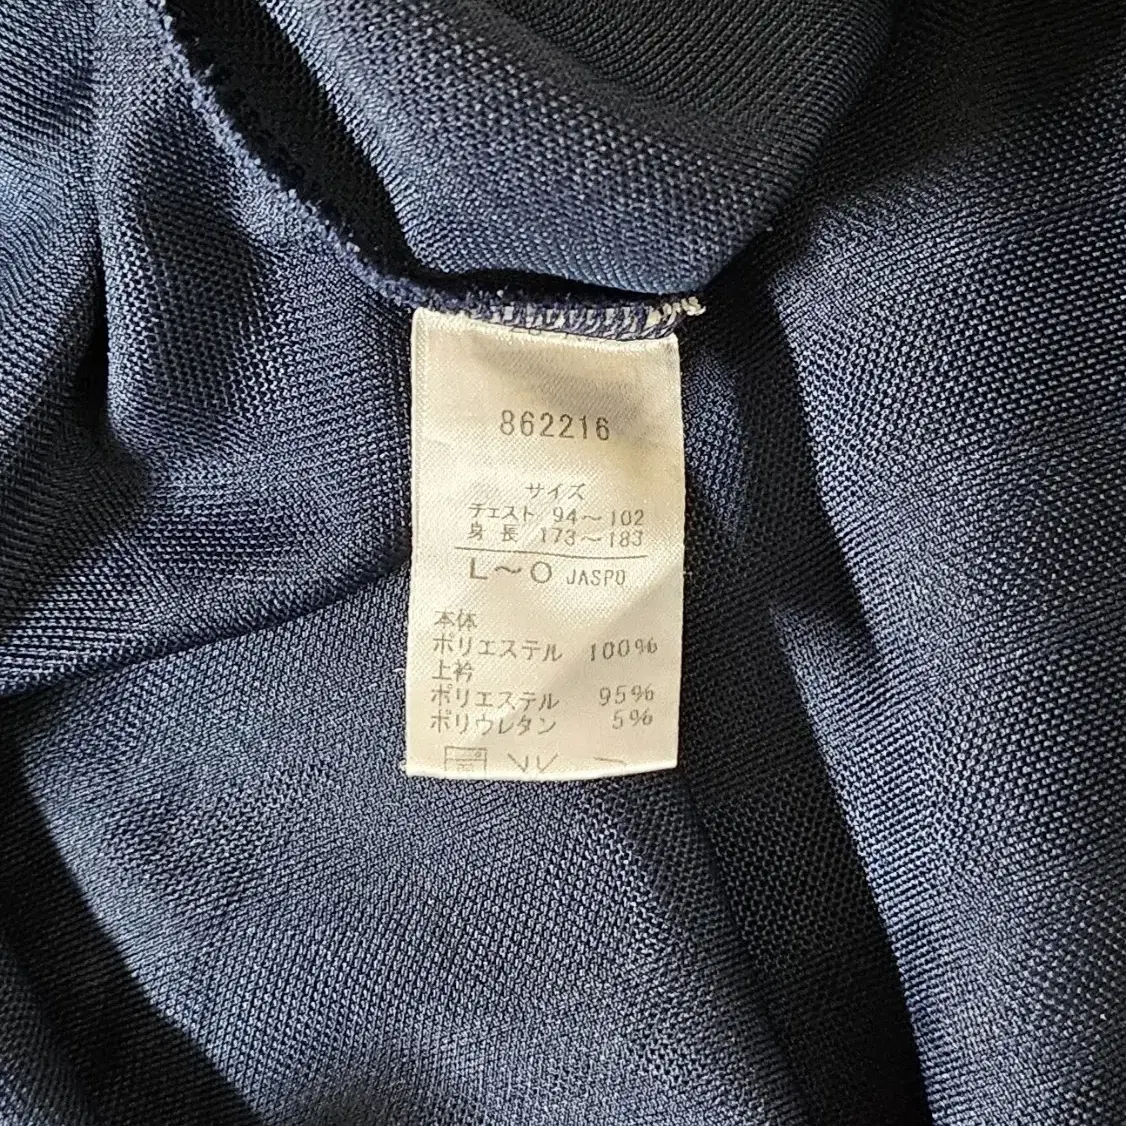 862216
サイズ
チェスト 94〜102
身長 173〜183
L〜O JASPO
本体
ポリエステル 100%
上衿
ポリエステル 95%
ポリウレタン 5%